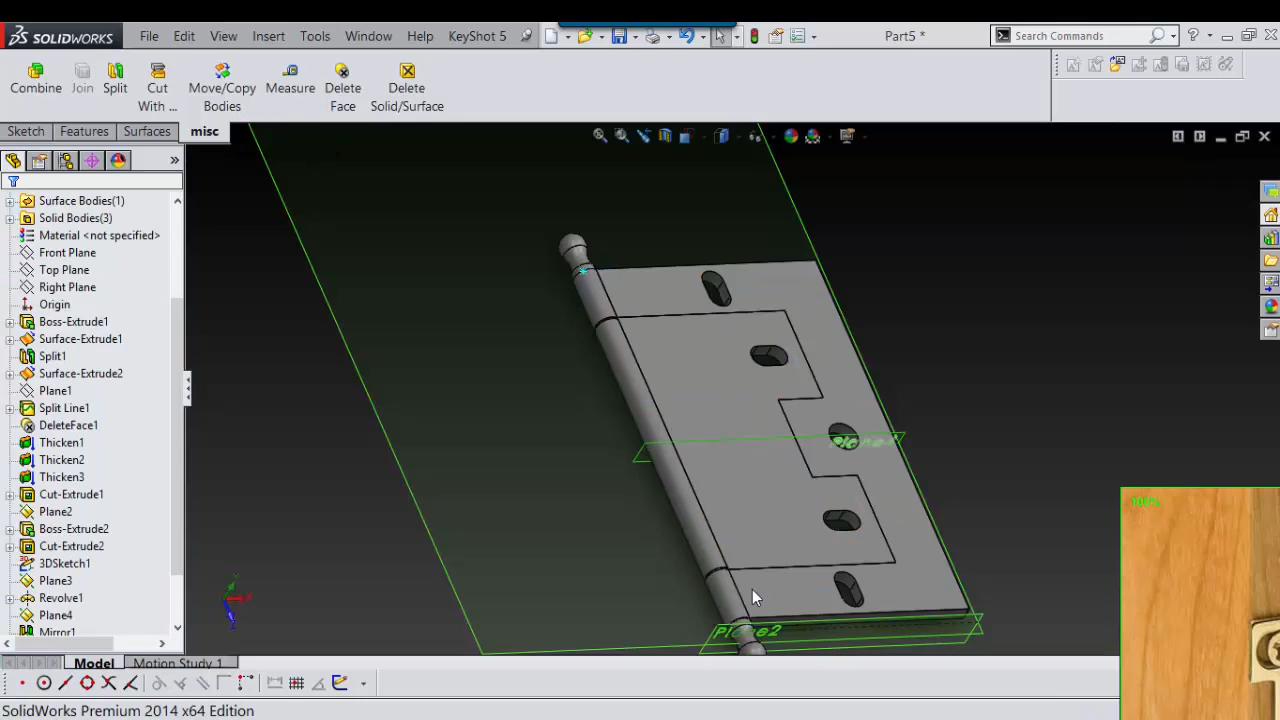 SOLIDWORKS File Edit View Insert Tools Window Help KeyShot 5 Part5 * Search Commands
Combine Join Split Cut With ... Move/Copy Bodies Measure Delete Face Delete Solid/Surface
Sketch Features Surfaces misc
Surface Bodies(1)
Solid Bodies(3)
Material <not specified>
Front Plane
Top Plane
Right Plane
Origin
Boss-Extrude1
Surface-Extrude1
Split1
Surface-Extrude2
Plane1
Split Line1
DeleteFace1
Thicken1
Thicken2
Thicken3
Cut-Extrude1
Plane2
Boss-Extrude2
Cut-Extrude2
3DSketch1
Plane3
Revolve1
Plane4
Mirror1
Plane2
Model Motion Study 1
SolidWorks Premium 2014 x64 Edition